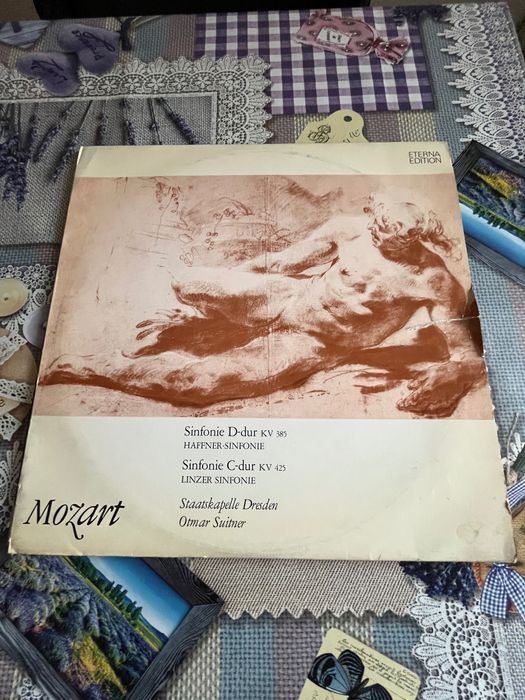 ETERNA
EDITION
Sinfonie D-dur KV 385
HAFFNER-SINFONIE
Sinfonie C-dur KV 425
LINZER SINFONIE
Staatskapelle Dresden
Otmar Suitner
Mozart